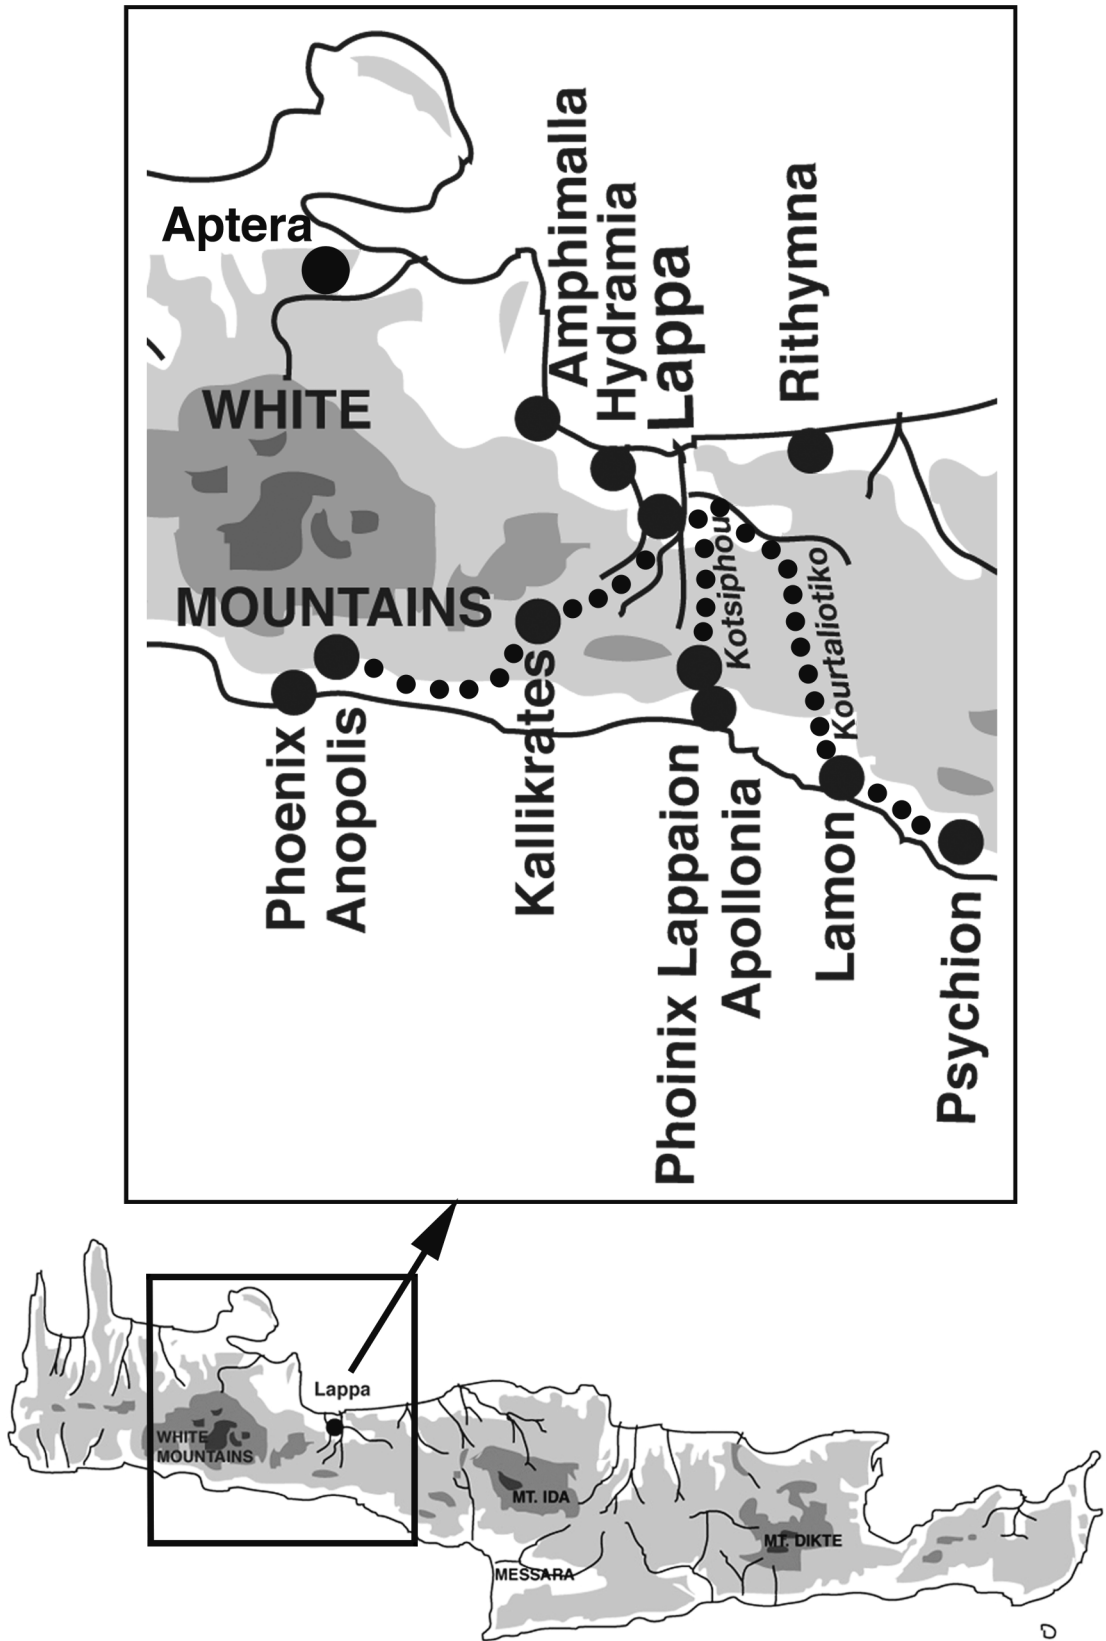 Aptera
Amphimalla
Hydramia
Lappa
Rithymna
WHITE
MOUNTAINS
Kotsiphou
Kourtaliotiko
Phoenix
Anopolis
Kallikrates
Phoinix Lappaion
Apollonia
Lamon
Psychion
Lappa
WHITE
MOUNTAINS
MT. IDA
MT. DIKTE
MESSARA